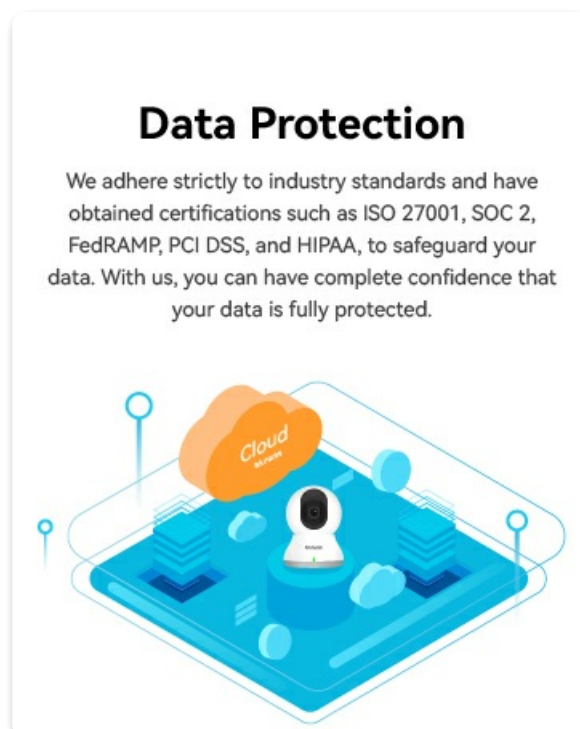 Data Protection
We adhere strictly to industry standards and have
obtained certifications such as ISO 27001, SOC 2,
FedRAMP, PCI DSS, and HIPAA, to safeguard your
data. With us, you can have complete confidence that
your data is fully protected.
Cloud